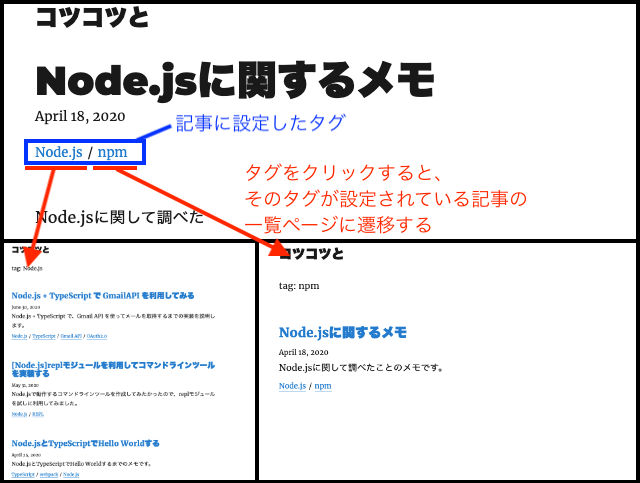 コツコツと
Node.jsに関するメモ
April 18, 2020
記事に設定したタグ
Node.js / npm
タグをクリックすると、
そのタグが設定されている記事の
一覧ページに遷移する
Node.jsに関して調べた
コツコツと
tag: Node.js
Node.js + TypeScript で GmailAPI を利用してみる
June 30, 2020
Node.js + TypeScript で、Gmail API を使ってメールを取得するまでの実装を説明し
ます。
Node.js / TypeScript / Gmail API / OAuth2.0
[Node.js]replモジュールを利用してコマンドラインツール
を実装する
May 31, 2020
Node.jsで動作するコマンドラインツールを作成してみたかったので、replモジュール
を試しに利用してみました。
Node.js / REPL
Node.jsとTypeScriptでHello Worldする
April 25, 2020
Node.jsとTypeScriptでHello Worldするまでのメモです。
TypeScript / webpack / Node.js
コツコツと
tag: npm
Node.jsに関するメモ
April 18, 2020
Node.jsに関して調べたことのメモです。
Node.js / npm